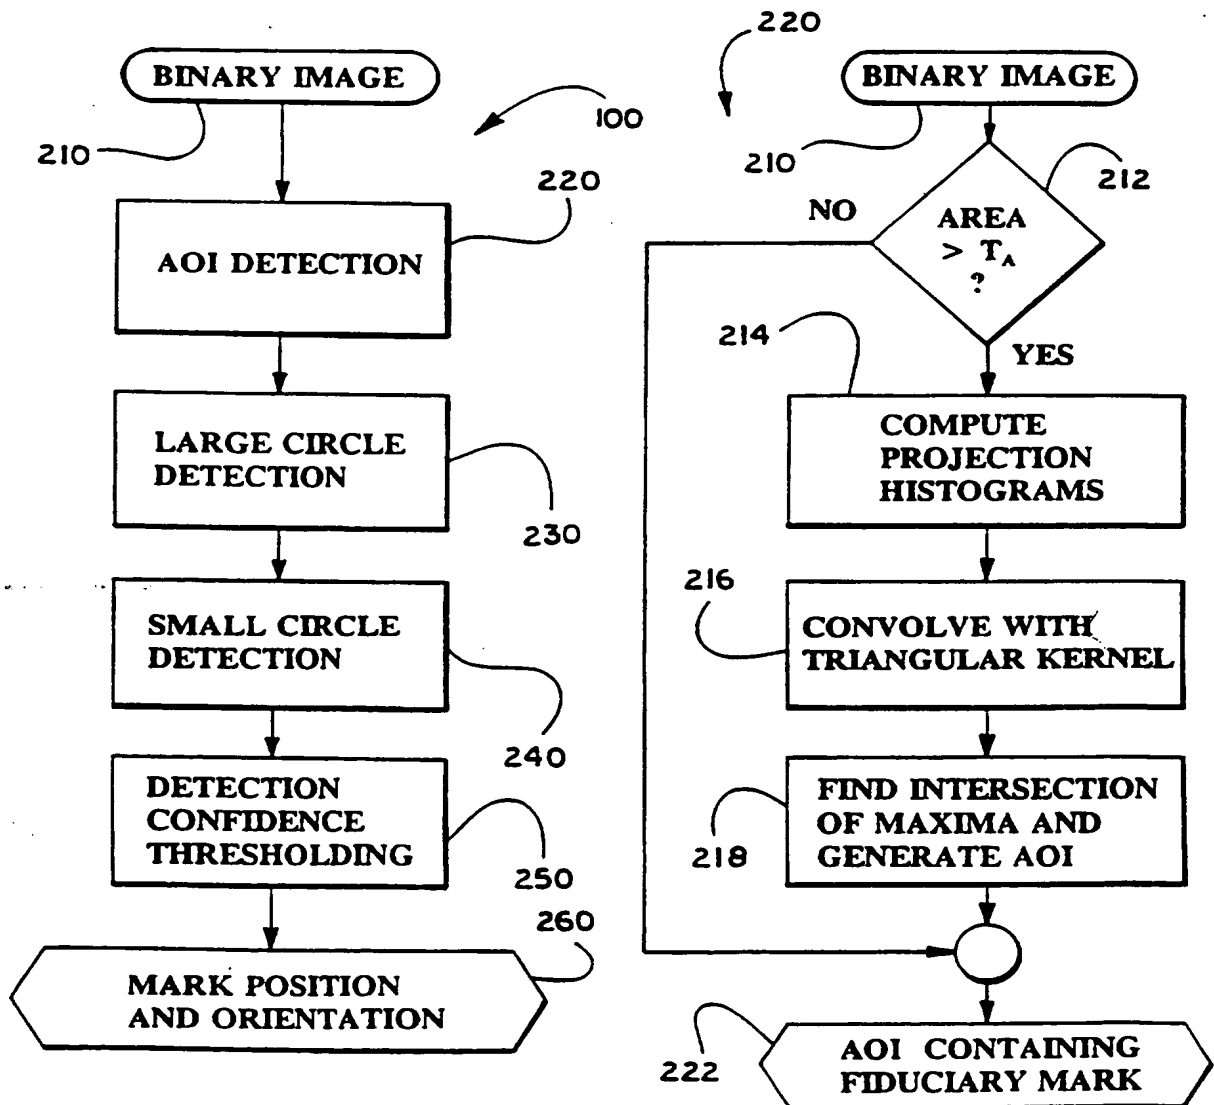 BINARY IMAGE
210
100
220
AOI DETECTION
LARGE CIRCLE
DETECTION
230
SMALL CIRCLE
DETECTION
240
DETECTION
CONFIDENCE
THRESHOLDING
250
260
MARK POSITION
AND ORIENTATION
220
BINARY IMAGE
210
212
NO
AREA
> TA
?
YES
214
COMPUTE
PROJECTION
HISTOGRAMS
216
CONVOLVE WITH
TRIANGULAR KERNEL
FIND INTERSECTION
OF MAXIMA AND
GENERATE AOI
218
222
AOI CONTAINING
FIDUCIARY MARK